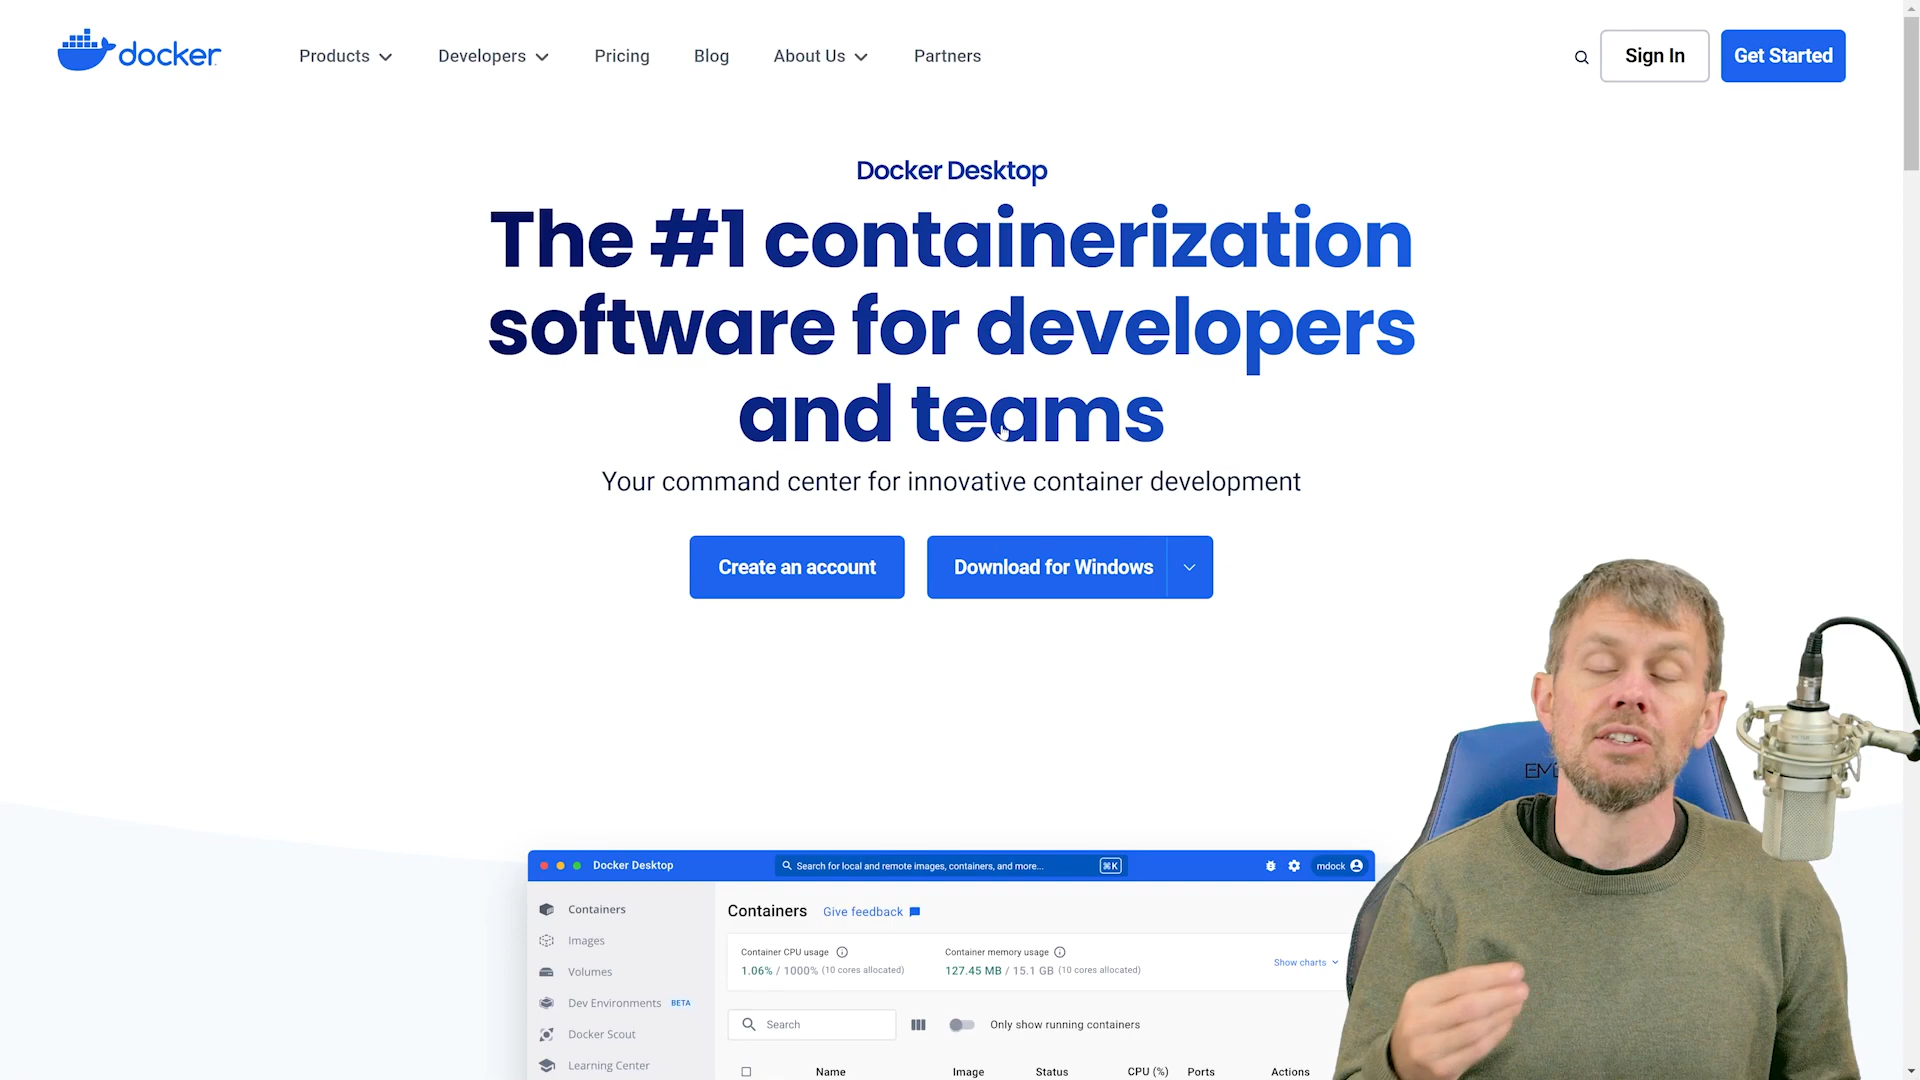 docker
Products
Developers
Pricing
Blog
About Us
Partners
Sign In
Get Started
Docker Desktop
The #1 containerization
software for developers
and teams
Your command center for innovative container development
Create an account
Download for Windows
Docker Desktop
Search for local and remote images, containers, and more...
⌘K
mdock
Containers
Images
Volumes
Dev Environments BETA
Docker Scout
Learning Center
Containers
Give feedback
Container CPU usage
1.06% / 1000% (10 cores allocated)
Container memory usage
127.45 MB / 15.1 GB (10 cores allocated)
Show charts
Search
Only show running containers
Name
Image
Status
CPU (%)
Ports
Actions